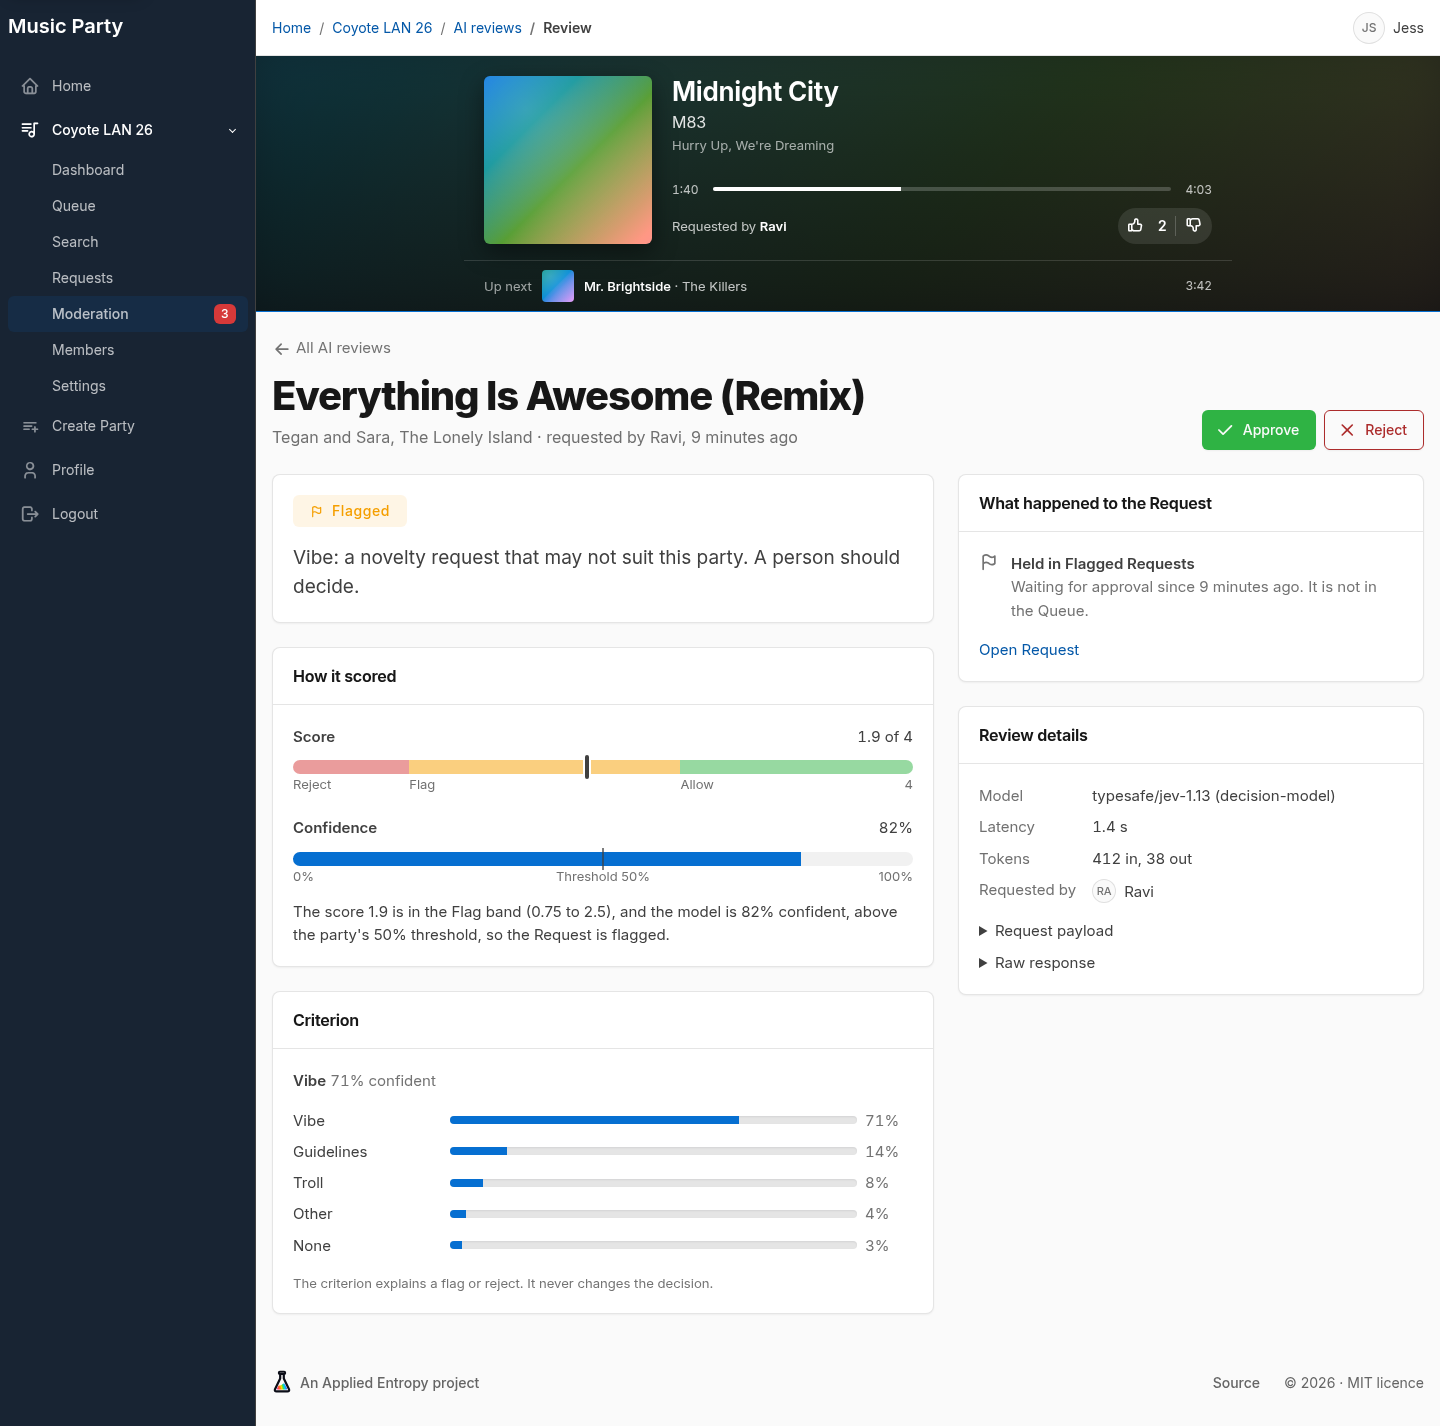 Music Party
Home
Coyote LAN 26
Dashboard
Queue
Search
Requests
Moderation 3
Members
Settings
Create Party
Profile
Logout
Home / Coyote LAN 26 / AI reviews / Review
JS Jess
Midnight City
M83
Hurry Up, We're Dreaming
1:40 4:03
Requested by Ravi 2
Up next Mr. Brightside · The Killers 3:42
All AI reviews
Everything Is Awesome (Remix)
Tegan and Sara, The Lonely Island · requested by Ravi, 9 minutes ago
Approve Reject
Flagged
Vibe: a novelty request that may not suit this party. A person should
decide.
How it scored
Score 1.9 of 4
Reject Flag Allow 4
Confidence 82%
0% Threshold 50% 100%
The score 1.9 is in the Flag band (0.75 to 2.5), and the model is 82% confident, above
the party's 50% threshold, so the Request is flagged.
Criterion
Vibe 71% confident
Vibe 71%
Guidelines 14%
Troll 8%
Other 4%
None 3%
The criterion explains a flag or reject. It never changes the decision.
What happened to the Request
Held in Flagged Requests
Waiting for approval since 9 minutes ago. It is not in
the Queue.
Open Request
Review details
Model typesafe/jev-1.13 (decision-model)
Latency 1.4 s
Tokens 412 in, 38 out
Requested by RA Ravi
Request payload
Raw response
An Applied Entropy project
Source © 2026 · MIT licence